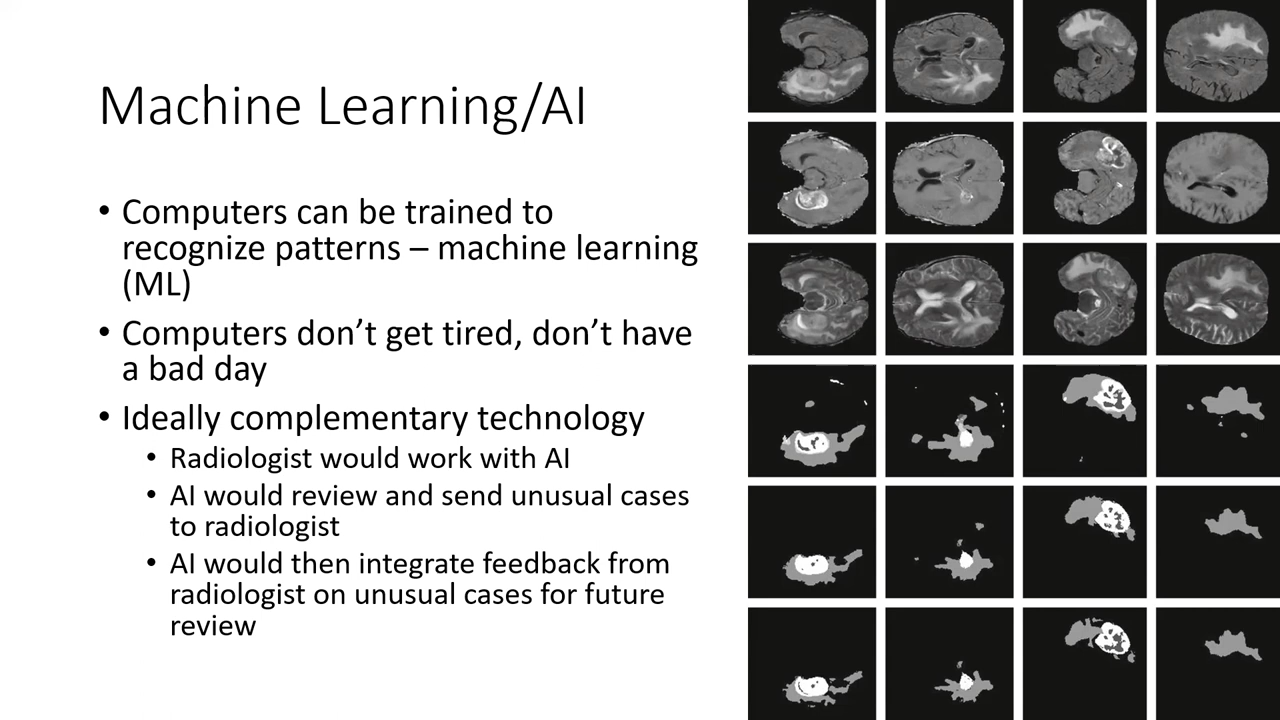 Machine Learning/AI
• Computers can be trained to
recognize patterns – machine learning
(ML)
• Computers don’t get tired, don’t have
a bad day
• Ideally complementary technology
• Radiologist would work with AI
• AI would review and send unusual cases
to radiologist
• AI would then integrate feedback from
radiologist on unusual cases for future
review